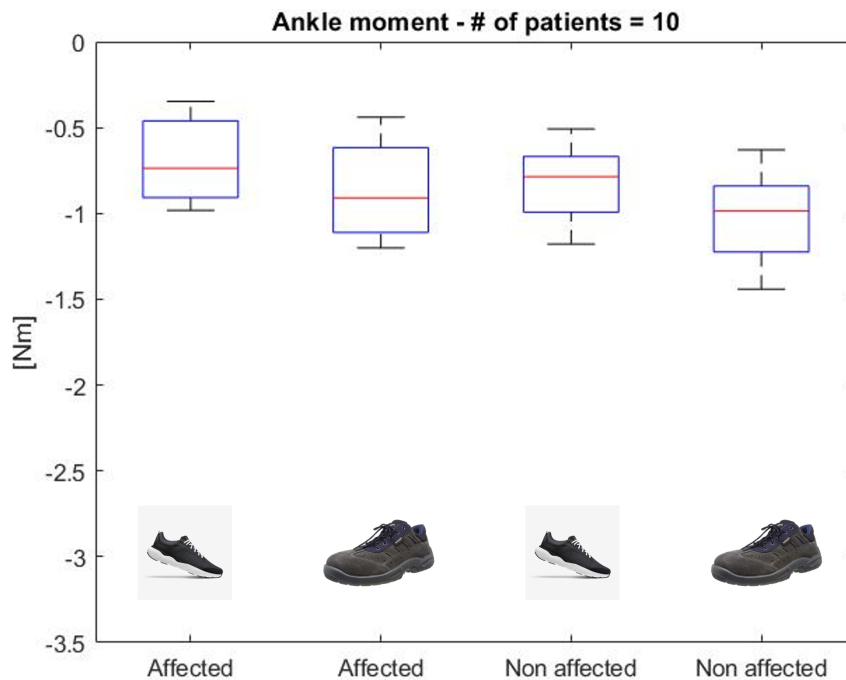 Ankle moment - # of patients = 10
0
-0.5
-1
-1.5
-2
-2.5
-3
-3.5
[Nm]
Affected
Affected
Non affected
Non affected